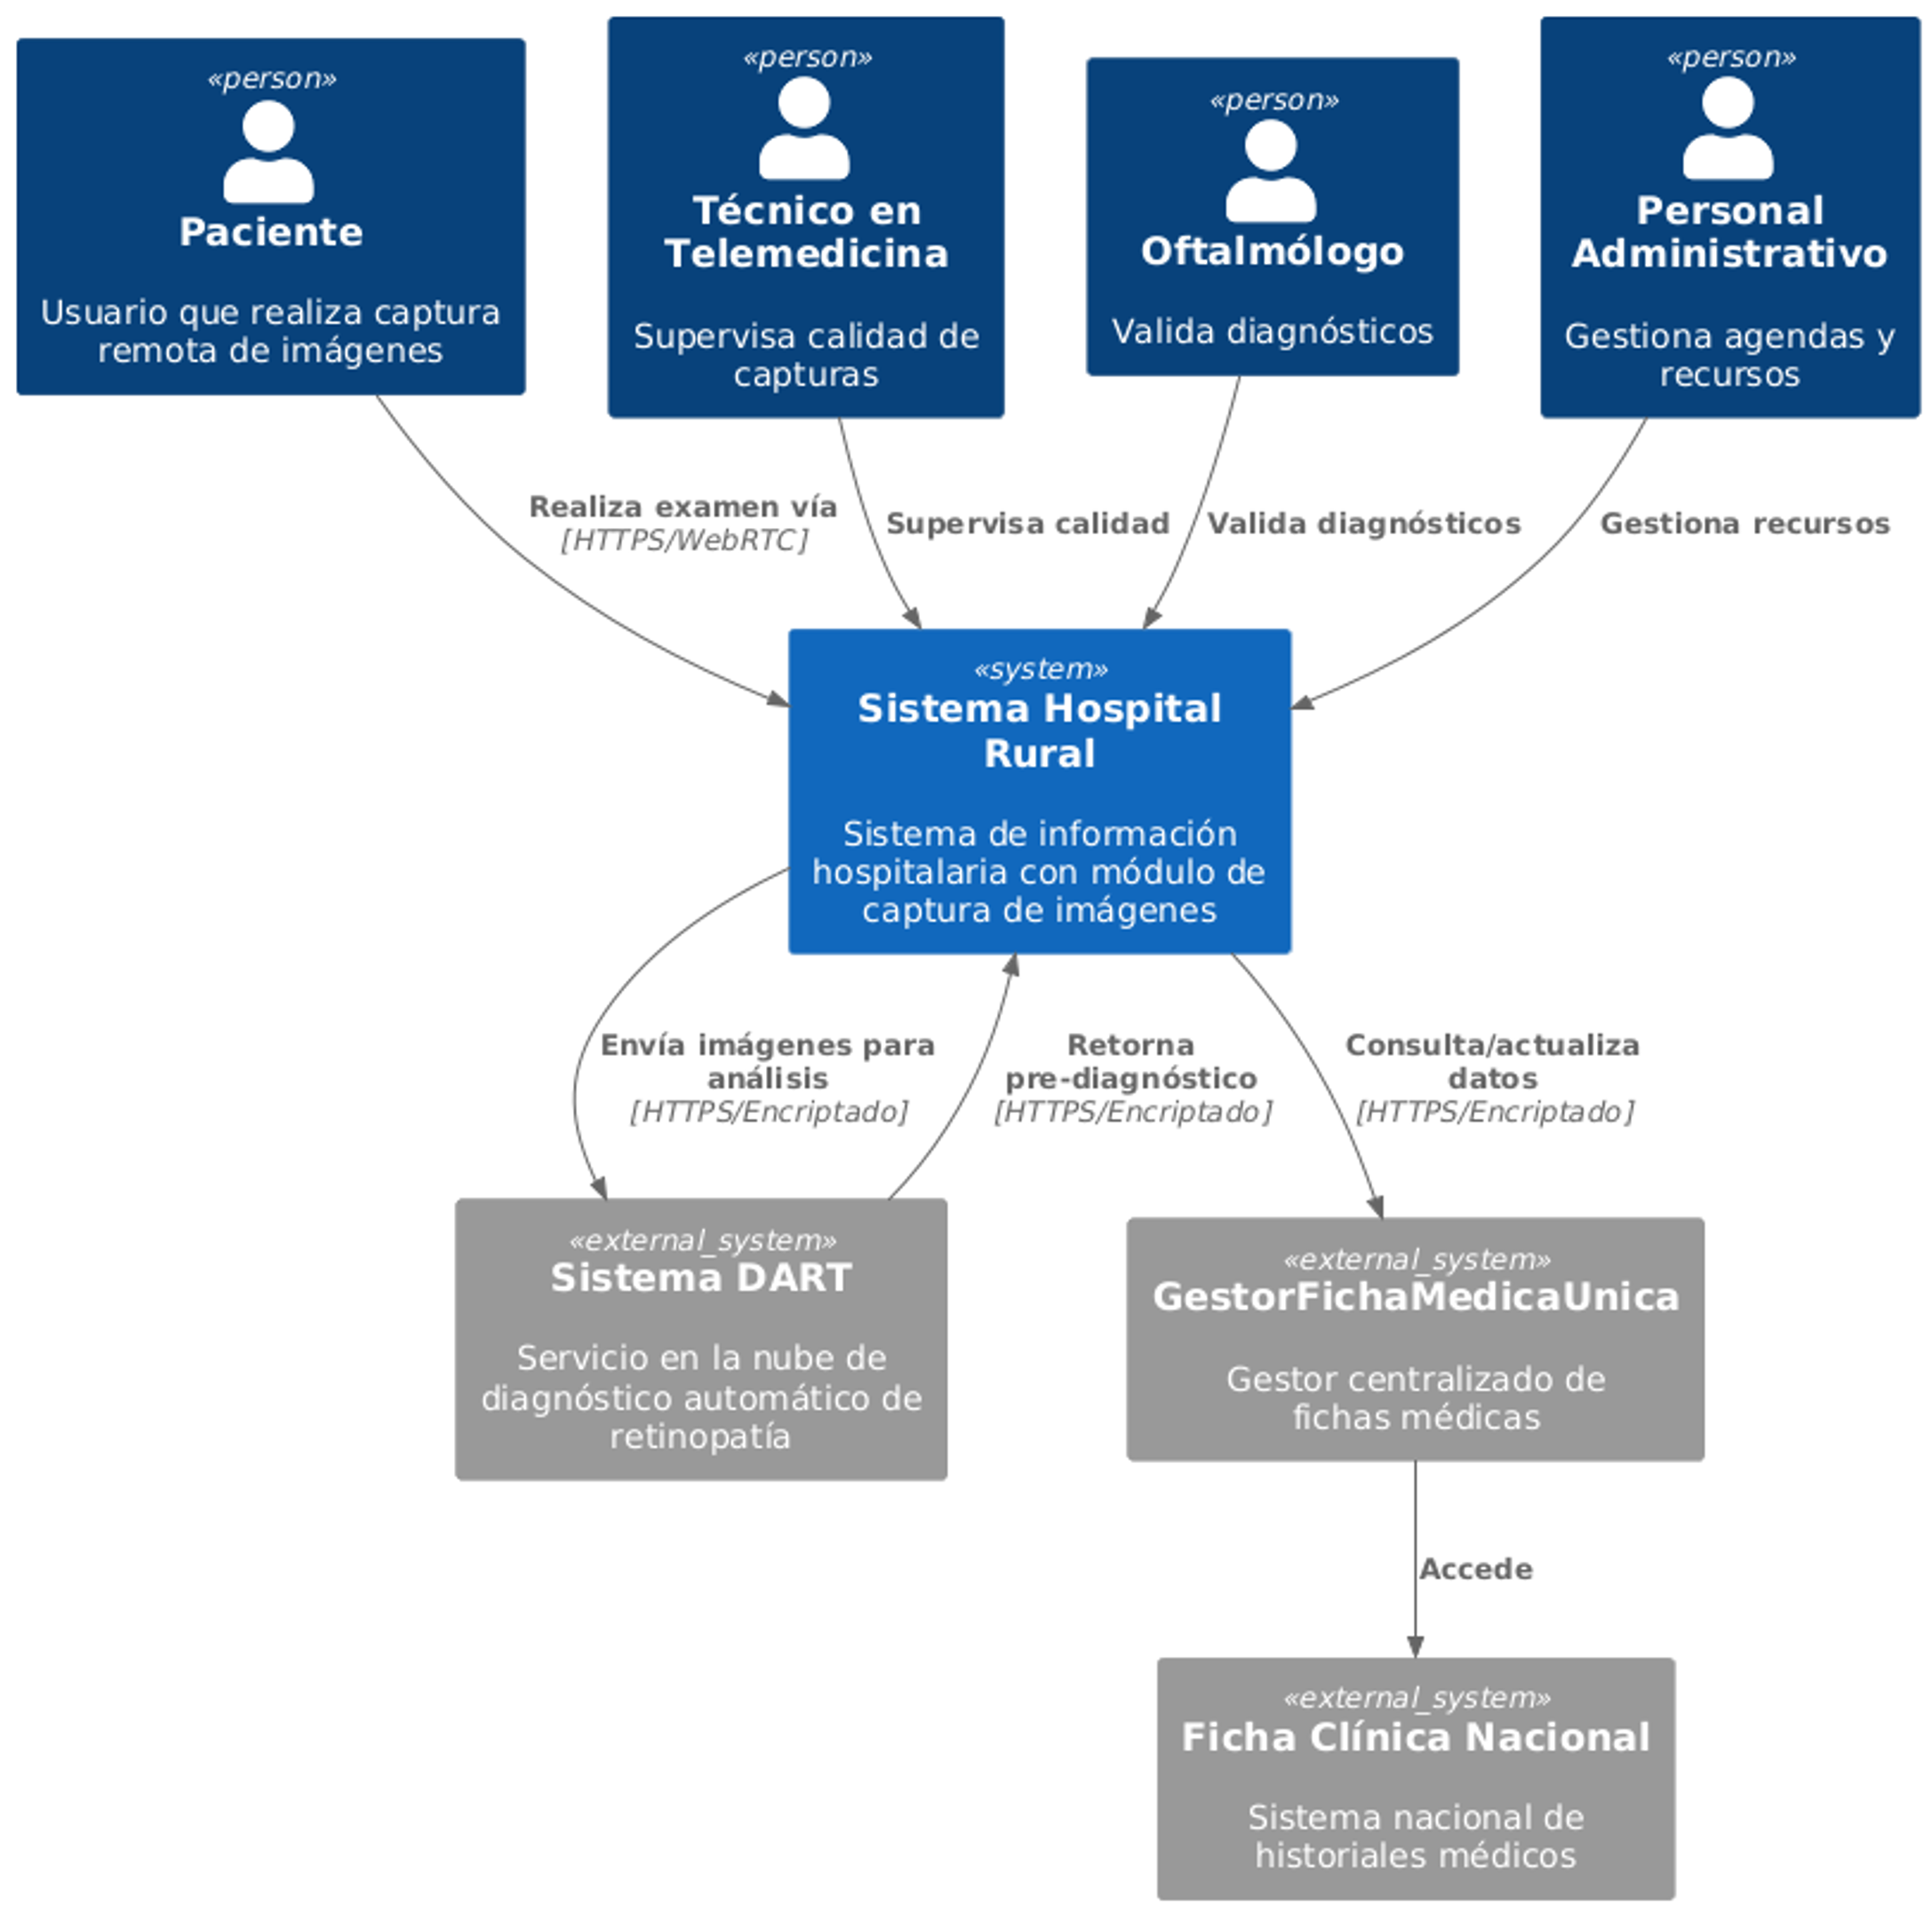 «person»
Paciente
Usuario que realiza captura
remota de imágenes
«person»
Técnico en
Telemedicina
Supervisa calidad de
capturas
«person»
Oftalmólogo
Valida diagnósticos
«person»
Personal
Administrativo
Gestiona agendas y
recursos
Realiza examen vía
[HTTPS/WebRTC]
Supervisa calidad
Valida diagnósticos
Gestiona recursos
«system»
Sistema Hospital
Rural
Sistema de información
hospitalaria con módulo de
captura de imágenes
Envía imágenes para
análisis
[HTTPS/Encriptado]
Retorna
pre-diagnóstico
[HTTPS/Encriptado]
Consulta/actualiza
datos
[HTTPS/Encriptado]
«external_system»
Sistema DART
Servicio en la nube de
diagnóstico automático de
retinopatía
«external_system»
GestorFichaMedicaUnica
Gestor centralizado de
fichas médicas
Accede
«external_system»
Ficha Clínica Nacional
Sistema nacional de
historiales médicos